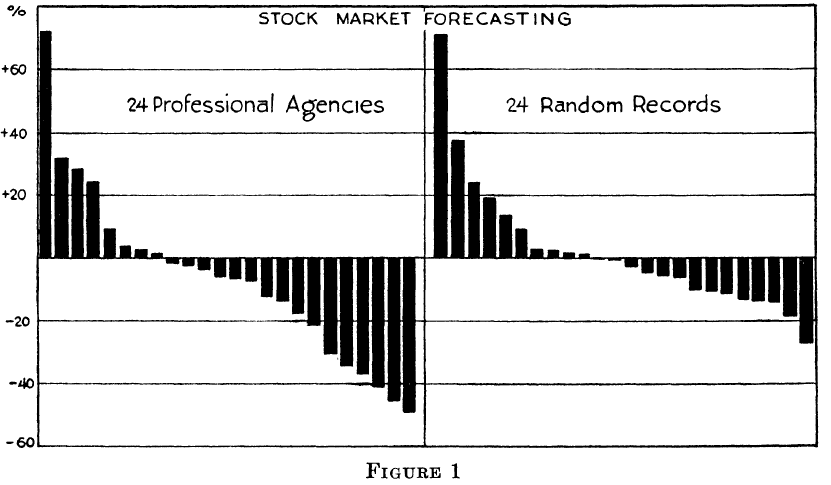 %
STOCK MARKET FORECASTING
+60
24 Professional Agencies
24 Random Records
+40
+20
-20
-40
-60
FIGURE 1